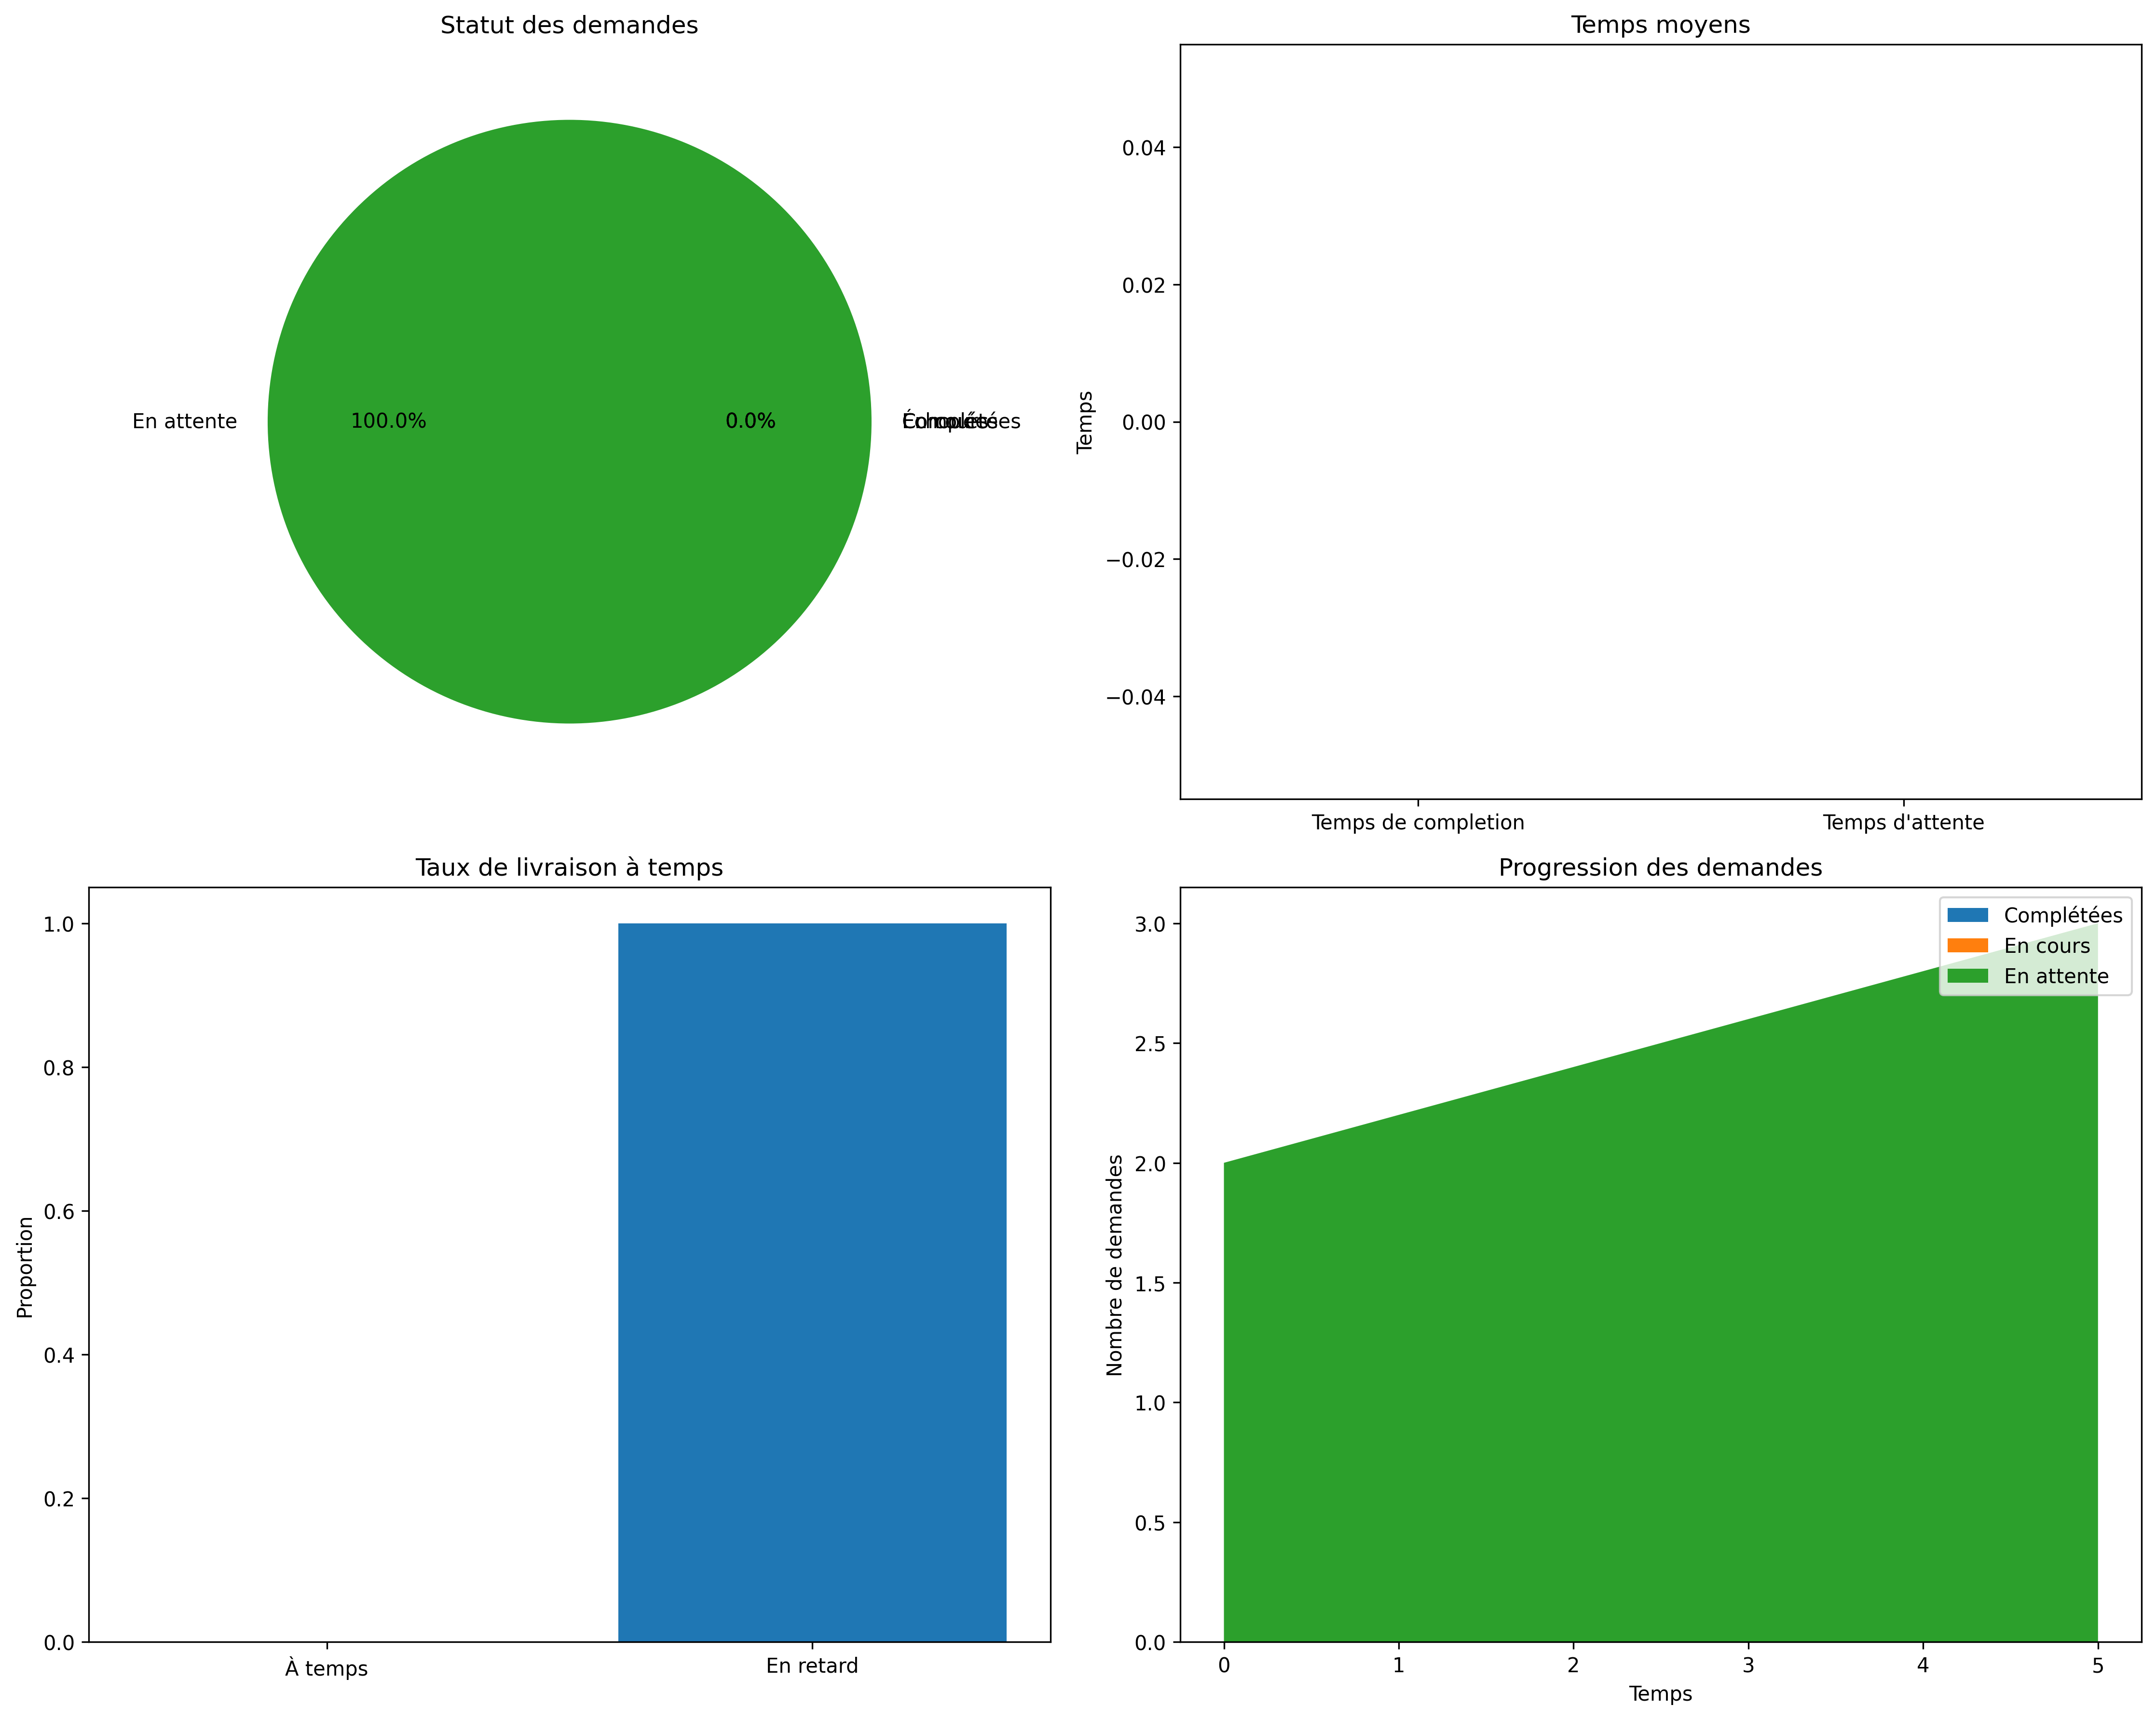 Statut des demandes
En attente
100.0%
0.0%
Temps moyens
Temps
0.04
0.02
0.00
−0.02
−0.04
Temps de completion
Temps d'attente
Taux de livraison à temps
Proportion
1.0
0.8
0.6
0.4
0.2
0.0
À temps
En retard
Progression des demandes
Nombre de demandes
3.0
2.5
2.0
1.5
1.0
0.5
0.0
Complétées
En cours
En attente
0 1 2 3 4 5
Temps